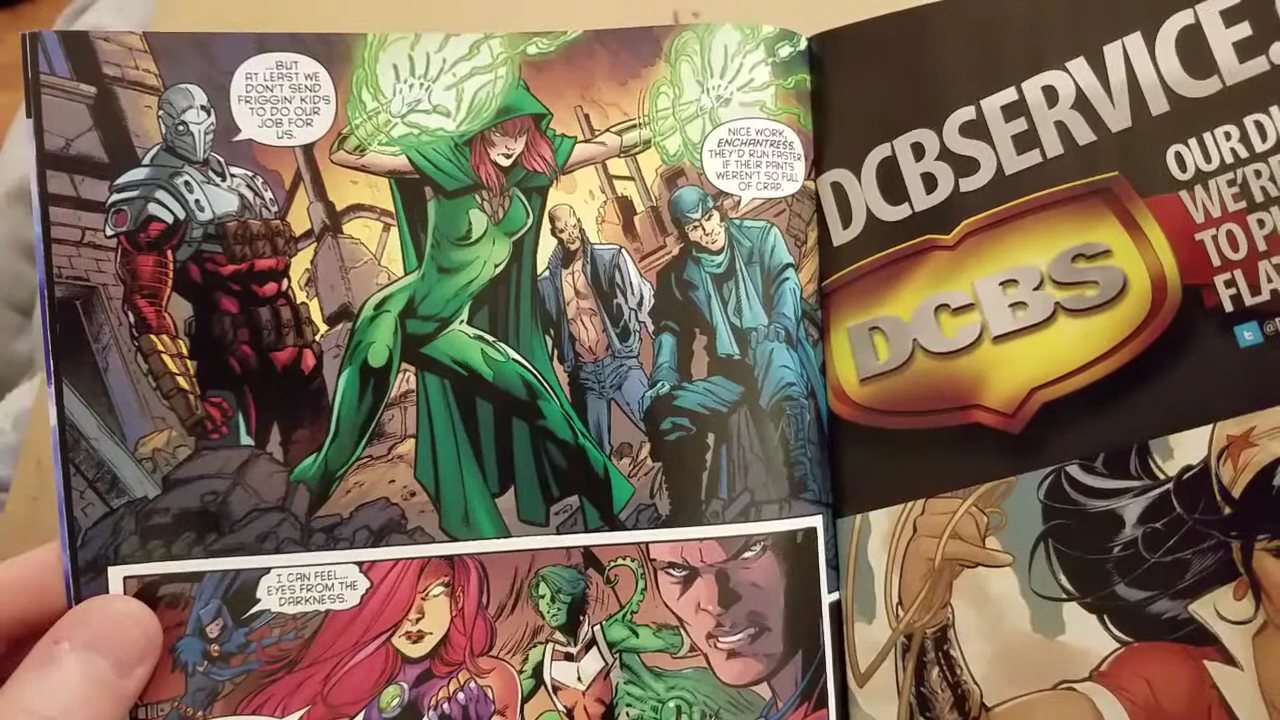 ...BUT
AT LEAST WE
DON'T SEND
FRIGGIN' KIDS
TO DO OUR
JOB FOR
US.
NICE WORK,
ENCHANTRESS.
THEY'D RUN FASTER
IF THEIR PANTS
WEREN'T SO FULL
OF CRAP.
I CAN FEEL...
EYES FROM THE
DARKNESS.
DCBSERVICE.
OUR DI
WE'RE
TO P
FLA
DCBS